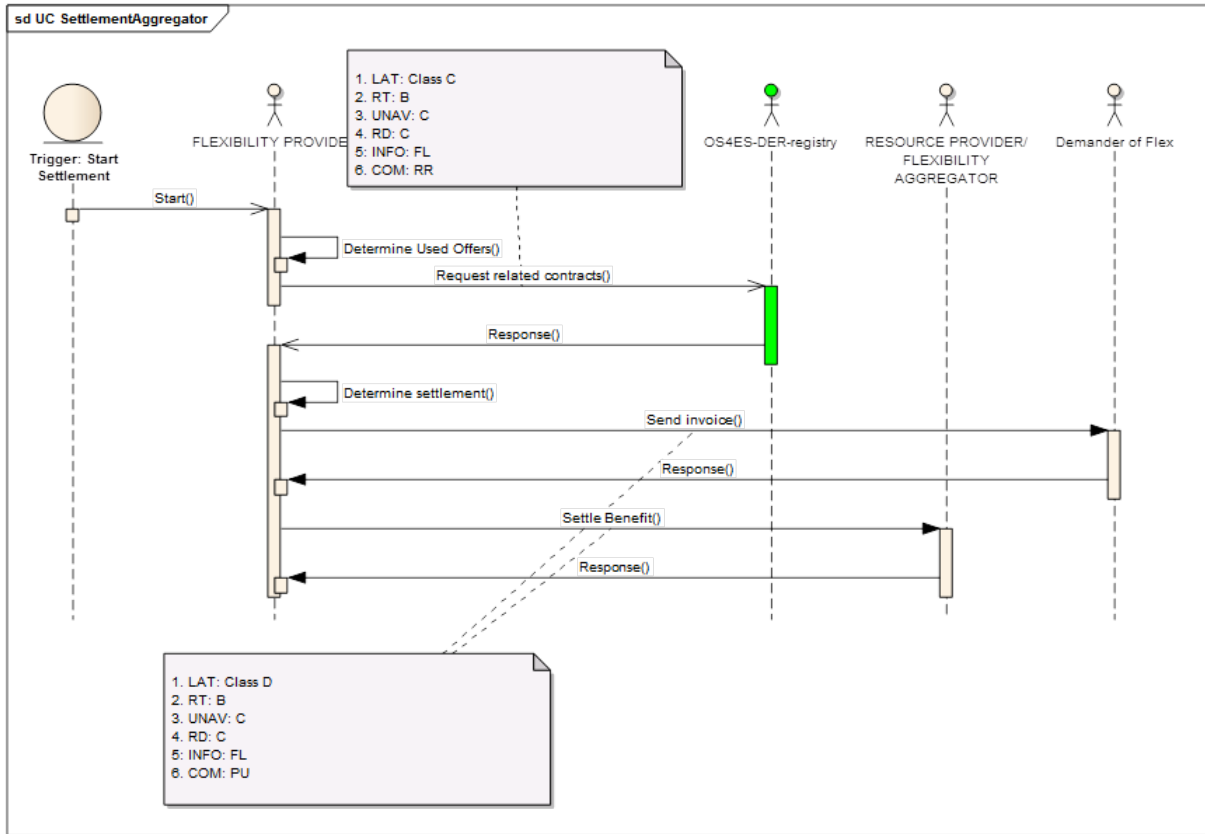 sd UC SettlementAggregator
1. LAT: Class C
2. RT: B
3. UNAV: C
4. RD: C
5: INFO: FL
6. COM: RR
Trigger: Start
Settlement
FLEXIBILITY PROVIDE
OS4ES-DER-registry
RESOURCE PROVIDER/
FLEXIBILITY
AGGREGATOR
Demander of Flex
Start()
Determine Used Offers()
Request related contracts()
Response()
Determine settlement()
Send invoice()
Response()
Settle Benefit()
Response()
1. LAT: Class D
2. RT: B
3. UNAV: C
4. RD: C
5: INFO: FL
6. COM: PU